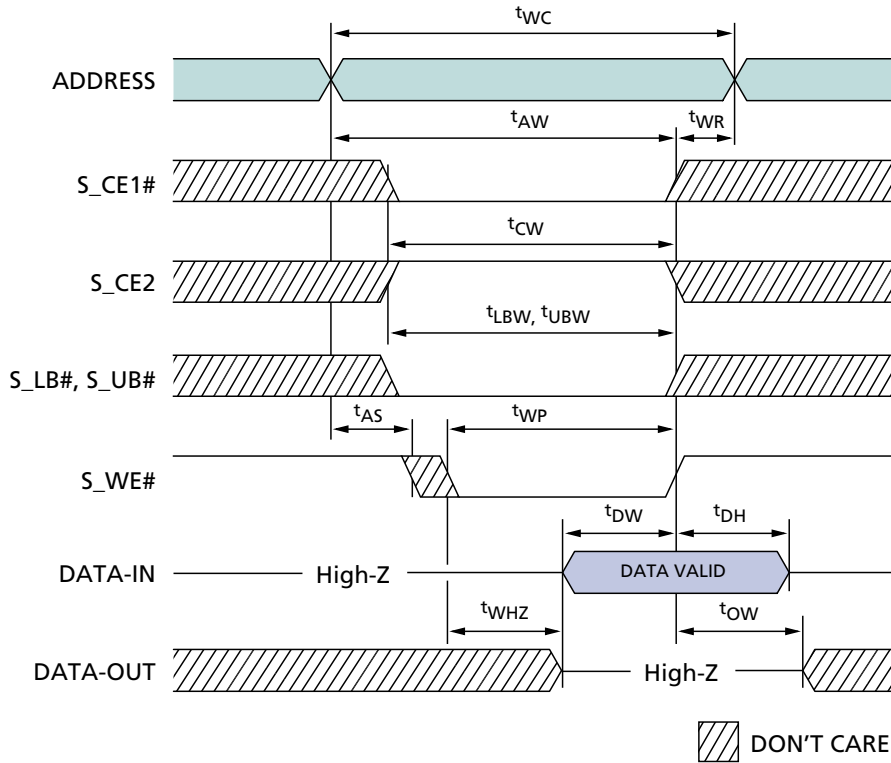 tWC
ADDRESS
tAW
tWR
S_CE1#
tCW
S_CE2
tLBW, tUBW
S_LB#, S_UB#
tAS
tWP
S_WE#
tDW
tDH
DATA-IN
High-Z
DATA VALID
tWHZ
tOW
DATA-OUT
High-Z
DON'T CARE